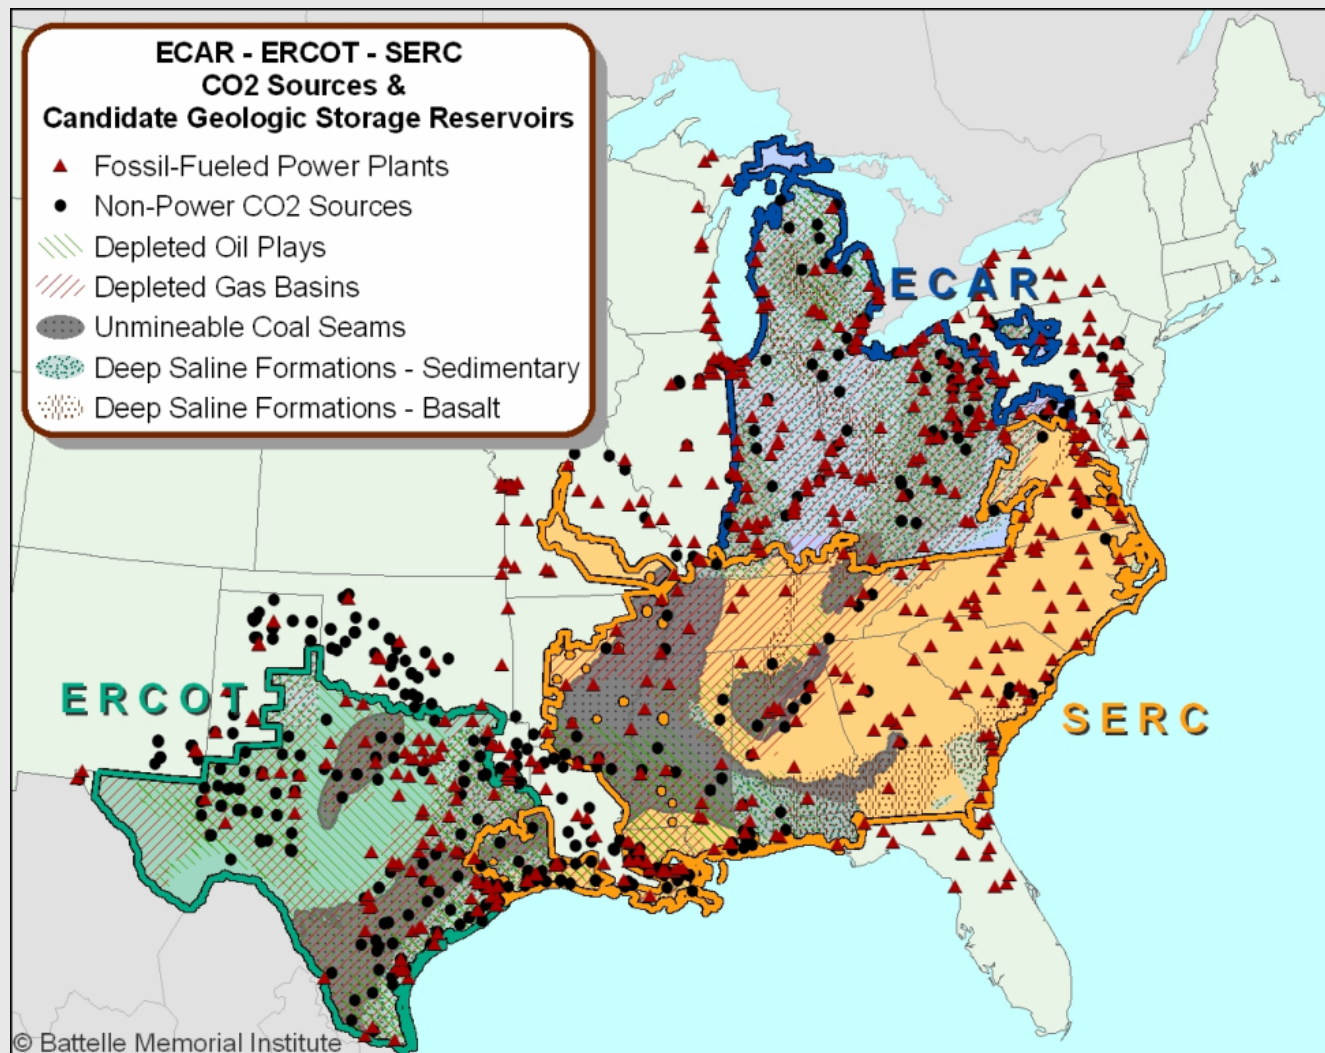 ECAR - ERCOT - SERC
CO2 Sources &
Candidate Geologic Storage Reservoirs
Fossil-Fueled Power Plants
Non-Power CO2 Sources
Depleted Oil Plays
Depleted Gas Basins
Unmineable Coal Seams
Deep Saline Formations - Sedimentary
Deep Saline Formations - Basalt
ECAR
ERCOT
SERC
© Battelle Memorial Institute